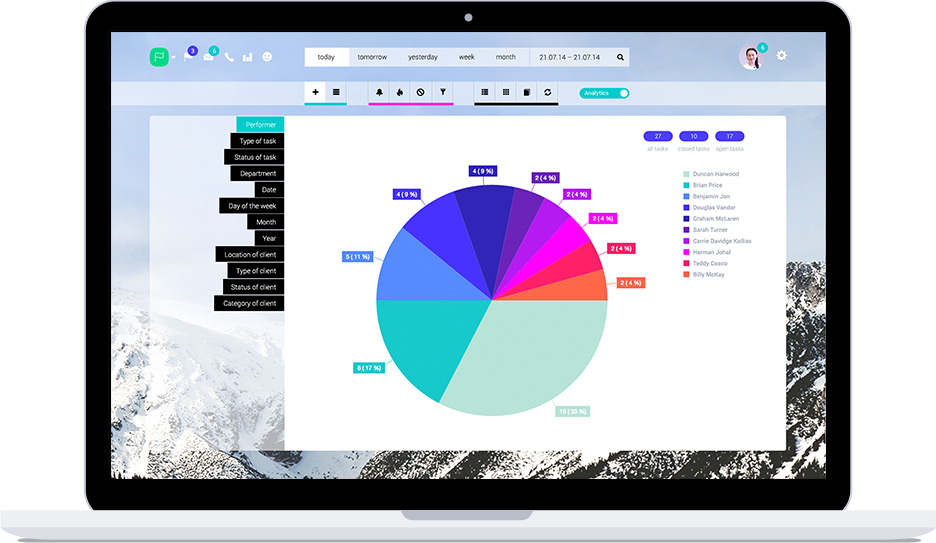 3
6
today tomorrow yesterday week month 21.07.14 – 21.07.14
6
Analytics
27 10 17
all tasks closed tasks open tasks
Performer
Type of task
Status of task
Department
Date
Day of the week
Month
Year
Location of client
Type of client
Status of client
Category of client
4 (9 %)
2 (4 %)
4 (9 %)
2 (4 %)
2 (4 %)
5 (11 %)
2 (4 %)
2 (4 %)
8 (17 %)
15 (33 %)
Duncan Harwood
Brian Price
Benjamin Jon
Douglas Vandor
Graham McLaren
Sarah Turner
Carrie Davidge Kollias
Herman Johal
Teddy Cosco
Billy McKay